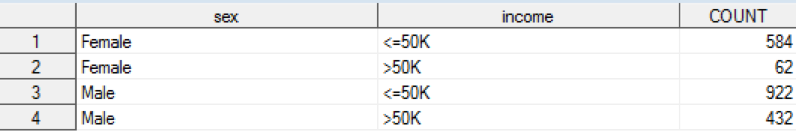 sex income COUNT
1 Female <=50K 584
2 Female >50K 62
3 Male <=50K 922
4 Male >50K 432